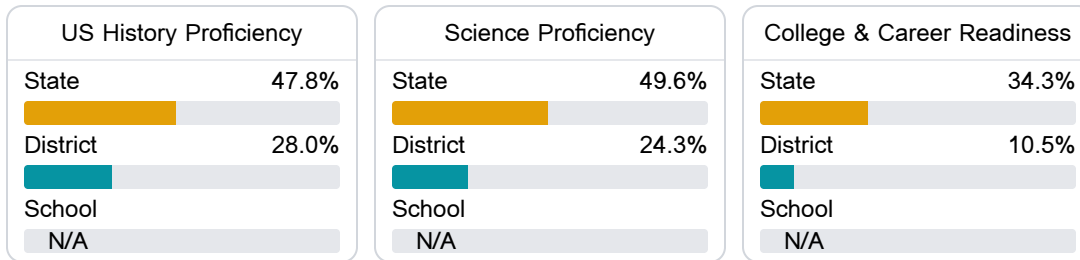 US History Proficiency
State 47.8%
District 28.0%
School
N/A
Science Proficiency
State 49.6%
District 24.3%
School
N/A
College & Career Readiness
State 34.3%
District 10.5%
School
N/A